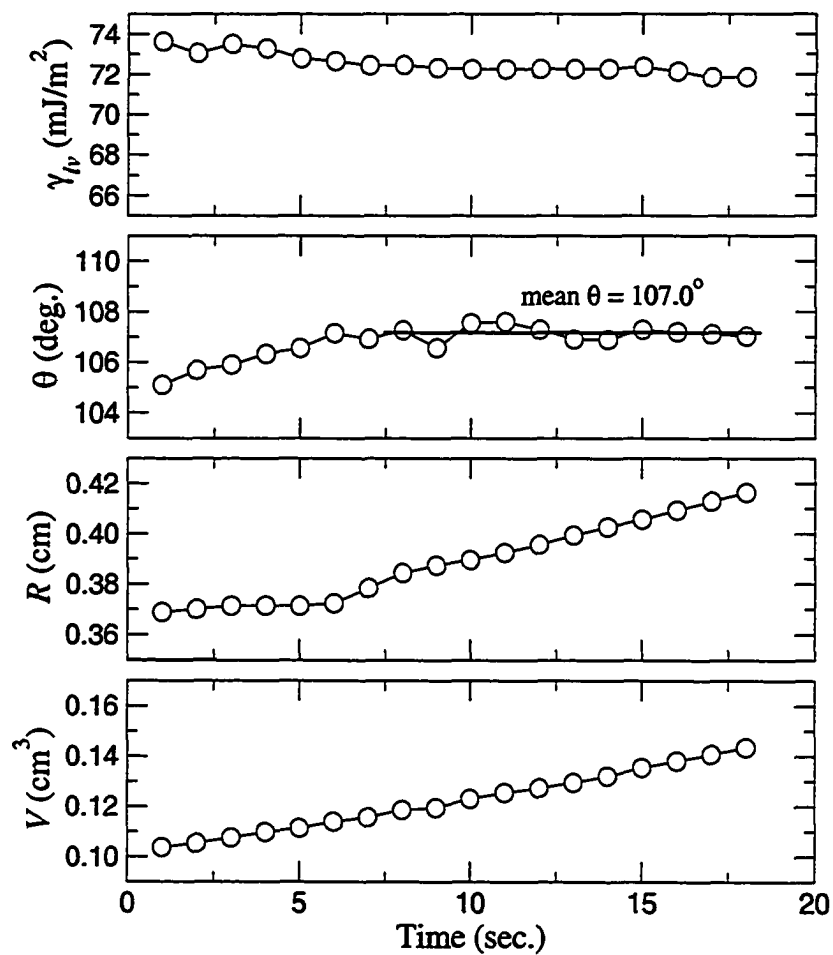 74
72
70
68
66
γlv (mJ/m²)
110
108
106
104
θ (deg.)
mean θ = 107.0°
0.42
0.40
0.38
0.36
R (cm)
0.16
0.14
0.12
0.10
V (cm³)
0 5 10 15 20
Time (sec.)